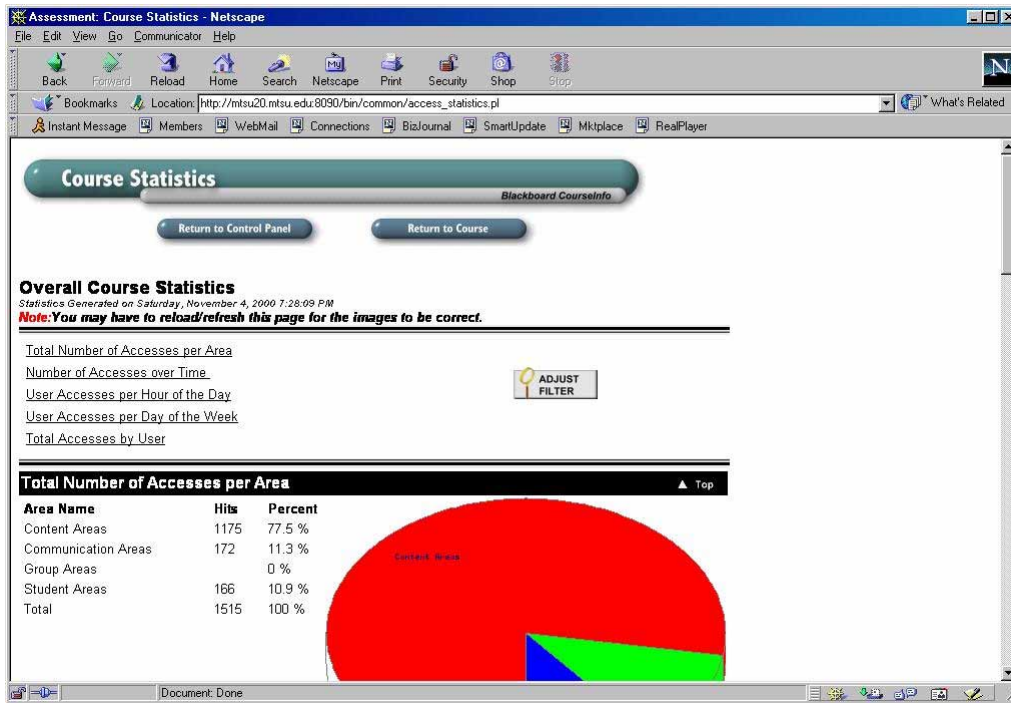 Assessment: Course Statistics - Netscape
File Edit View Go Communicator Help
Back Forward Reload Home Search Netscape Print Security Shop Stop
My
N
Bookmarks Location: http://mtsu20.mtsu.edu:8090/bin/common/access_statistics.pl What's Related
Instant Message Members WebMail Connections BizJournal SmartUpdate Mktplace RealPlayer
Course Statistics
Blackboard CourseInfo
Return to Control Panel Return to Course
Overall Course Statistics
Statistics Generated on Saturday, November 4, 2000 7:28:09 PM
Note:You may have to reload/refresh this page for the images to be correct.
Total Number of Accesses per Area
Number of Accesses over Time
User Accesses per Hour of the Day
User Accesses per Day of the Week
Total Accesses by User
ADJUST
FILTER
Total Number of Accesses per Area Top
Area Name Hits Percent
Content Areas 1175 77.5 %
Communication Areas 172 11.3 %
Group Areas 0 %
Student Areas 166 10.9 %
Total 1515 100 %
Content Areas
Document: Done